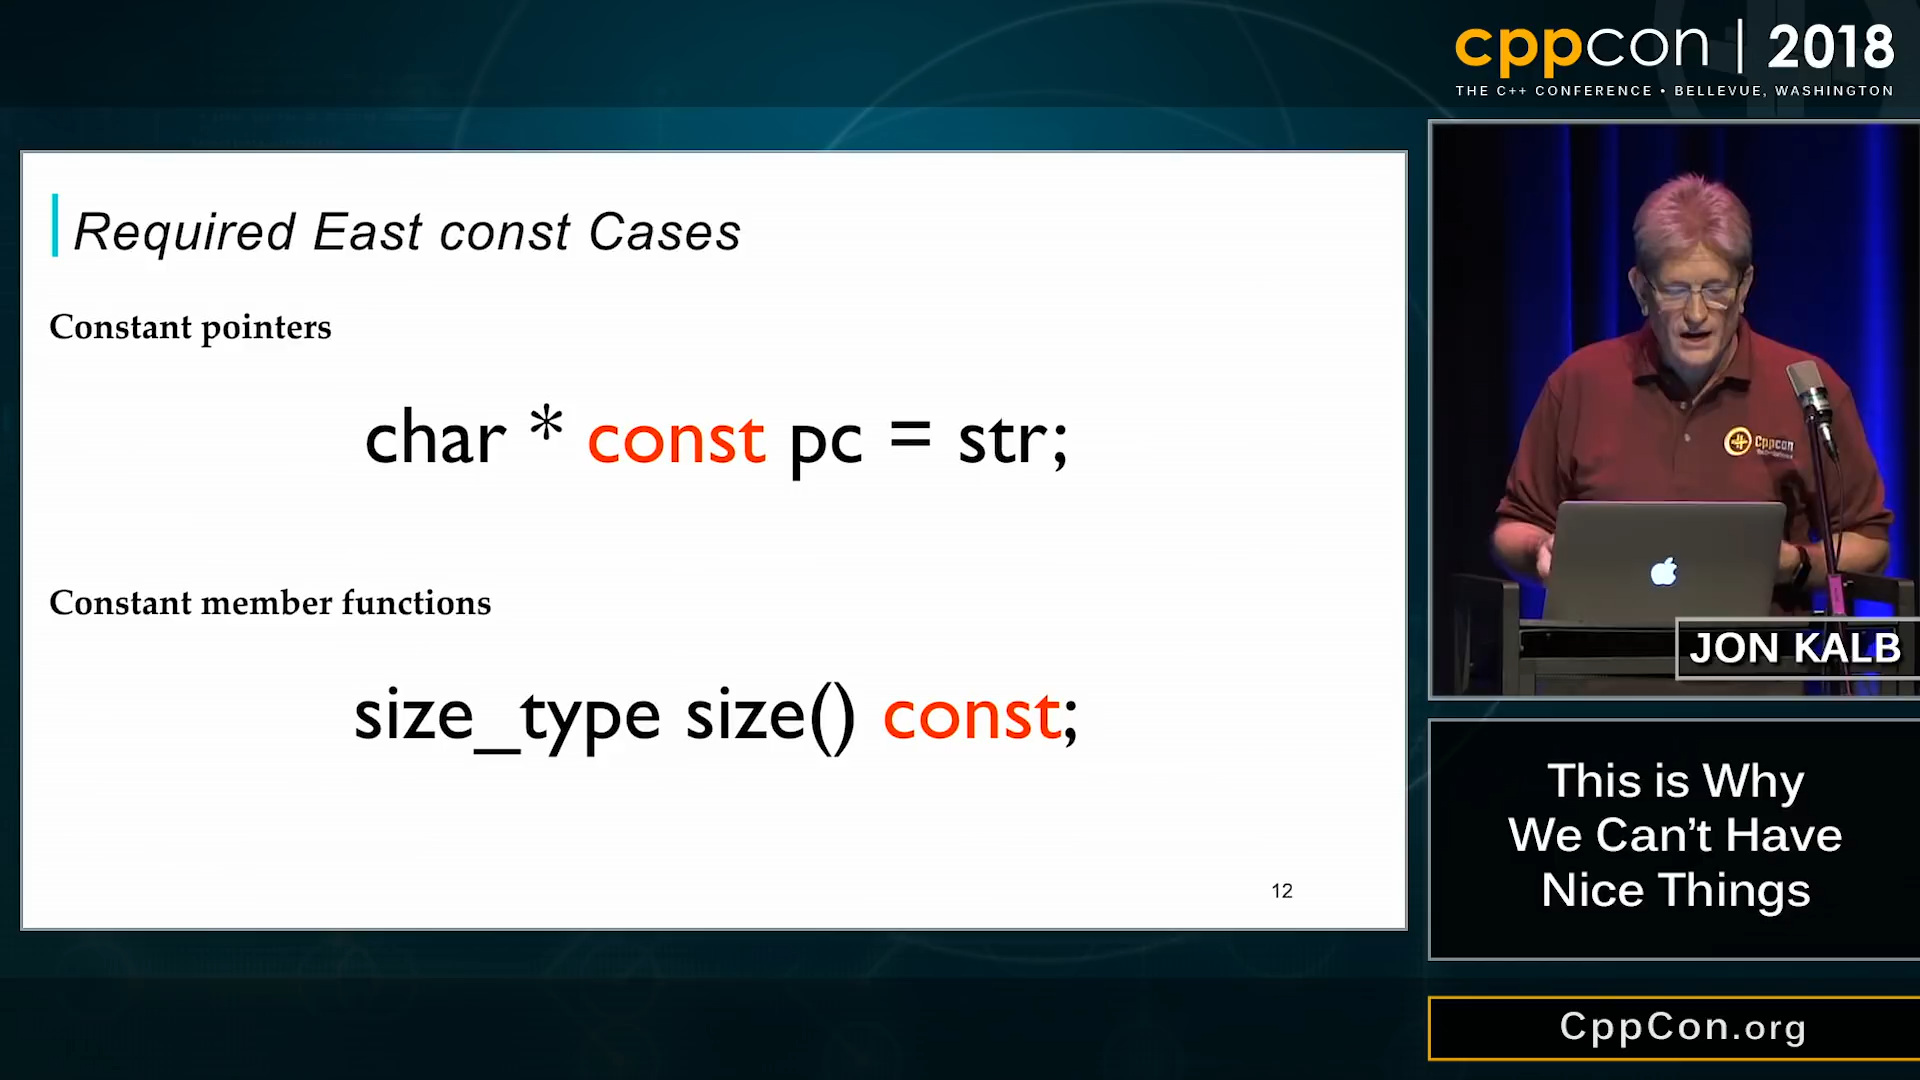 cppcon | 2018
THE C++ CONFERENCE • BELLEVUE, WASHINGTON
Required East const Cases
Constant pointers
char * const pc = str;
Constant member functions
size_type size() const;
12
Cppcon
JON KALB
This is Why
We Can't Have
Nice Things
CppCon.org